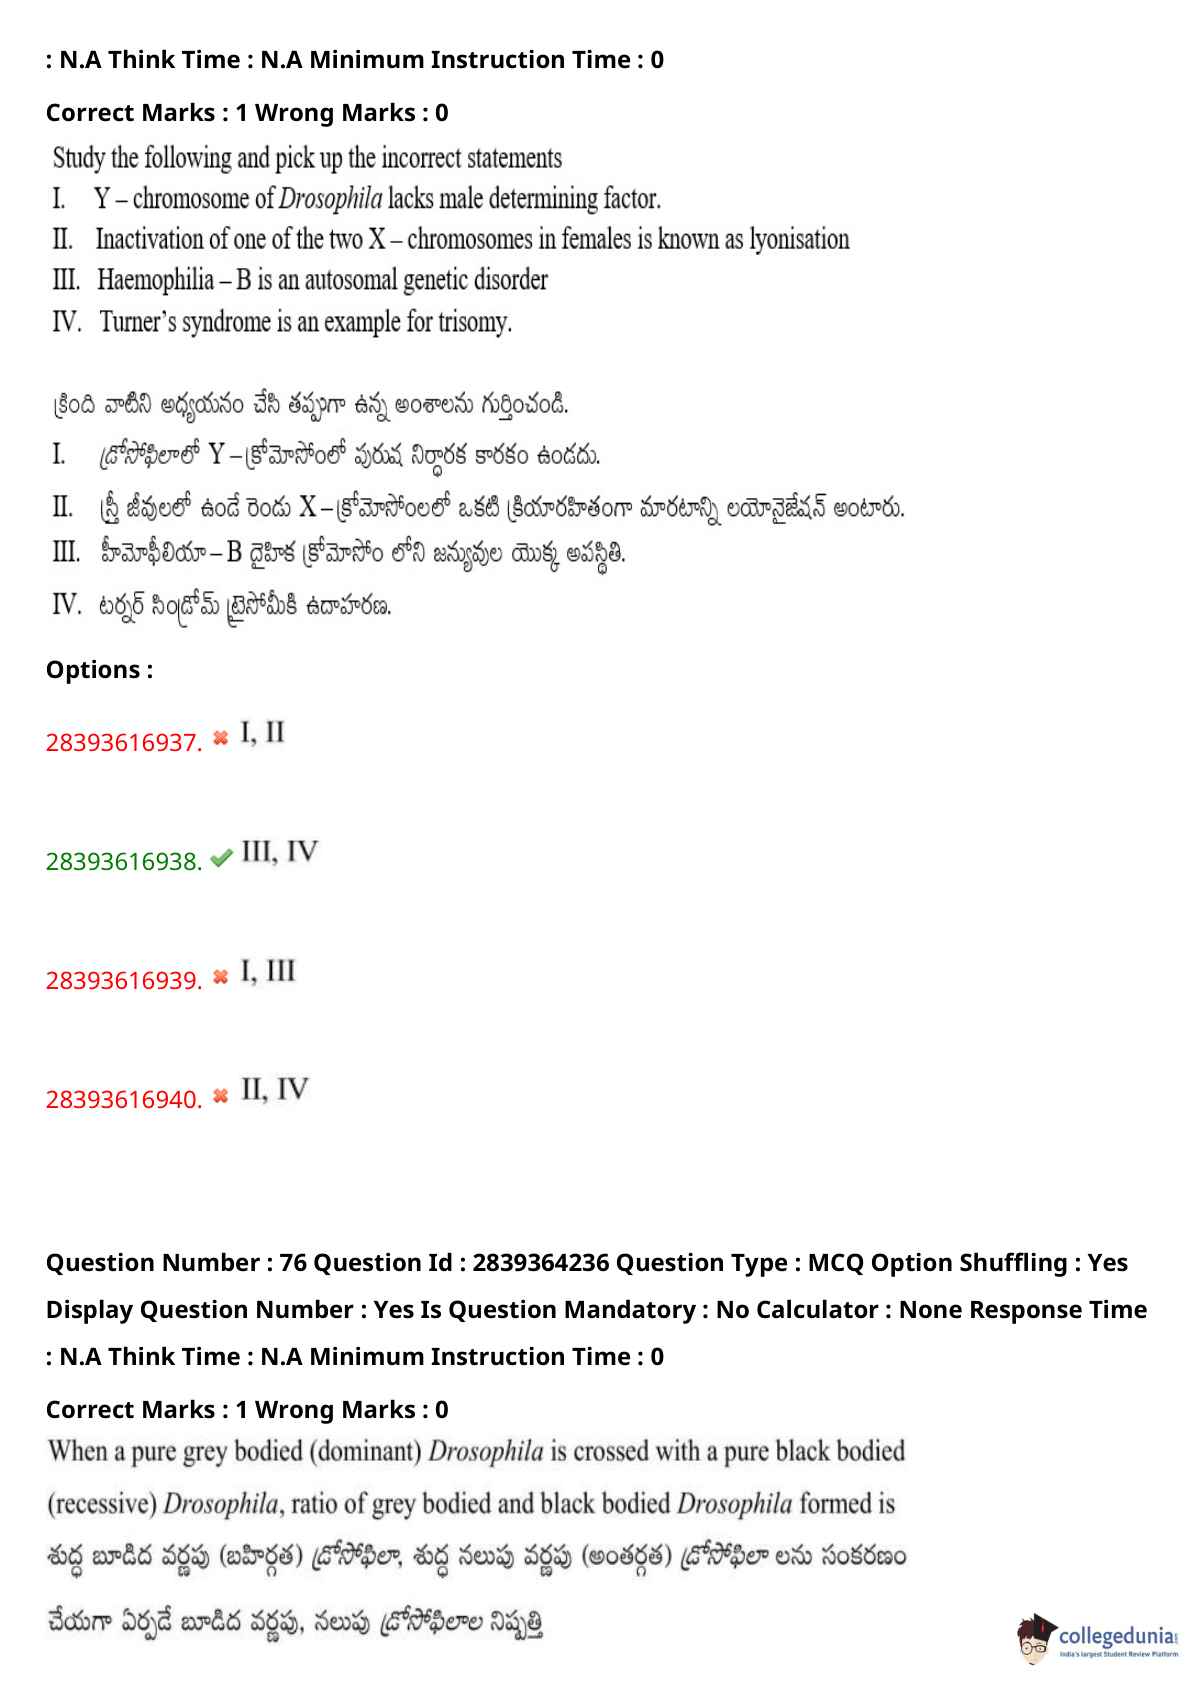 : N.A Think Time : N.A Minimum Instruction Time : 0
Correct Marks : 1 Wrong Marks : 0
Study the following and pick up the incorrect statements
I. Y – chromosome of Drosophila lacks male determining factor.
II. Inactivation of one of the two X – chromosomes in females is known as lyonisation
III. Haemophilia – B is an autosomal genetic disorder
IV. Turner's syndrome is an example for trisomy.
క్రింది వాటిని అధ్యయనం చేసి తప్పుగా ఉన్న అంశాలను గుర్తించండి.
I. డ్రోసోఫిలాలో Y – క్రోమోసోంలో పురుష నిర్ధారక కారకం ఉండదు.
II. స్త్రీ జీవులలో ఉండే రెండు X – క్రోమోసోంలలో ఒకటి క్రియారహితంగా మారటాన్ని లయోనైజేషన్ అంటారు.
III. హీమోఫీలియా – B దైహిక క్రోమోసోం లోని జన్యువుల యొక్క అపస్థితి.
IV. టర్నర్ సిండ్రోమ్ ట్రైసోమీకి ఉదాహరణ.
Options :
28393616937. I, II
28393616938. III, IV
28393616939. I, III
28393616940. II, IV
Question Number : 76 Question Id : 2839364236 Question Type : MCQ Option Shuffling : Yes
Display Question Number : Yes Is Question Mandatory : No Calculator : None Response Time
: N.A Think Time : N.A Minimum Instruction Time : 0
Correct Marks : 1 Wrong Marks : 0
When a pure grey bodied (dominant) Drosophila is crossed with a pure black bodied
(recessive) Drosophila, ratio of grey bodied and black bodied Drosophila formed is
శుద్ధ బూడిద వర్ణపు (బహిర్గత) డ్రోసోఫిలా, శుద్ధ నలుపు వర్ణపు (అంతర్గత) డ్రోసోఫిలా లను సంకరణం
చేయగా ఏర్పడే బూడిద వర్ణపు, నలుపు డ్రోసోఫిలాల నిష్పత్తి
collegedunia
India's largest Student Review Platform